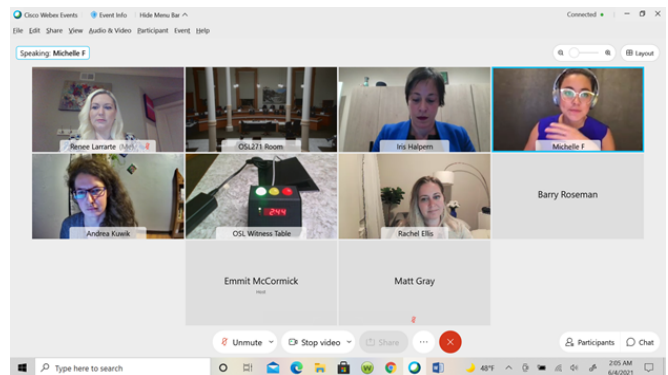 Cisco Webex Events Event Info Hide Menu Bar Connected
File Edit Share View Audio & Video Participant Event Help
Speaking: Michelle F Layout
Renee Larrarte OSL271 Room Iris Halpern Michelle F
Andrea Kuwik OSL Witness Table Rachel Ellis Barry Roseman
2:44
Emmit McCormick Matt Gray
Host
Unmute Stop video Share Participants Chat
Type here to search 48°F 2:05 AM
6/4/2021